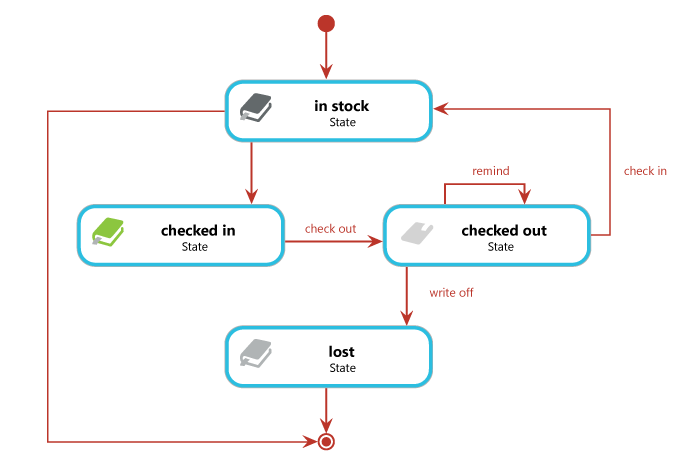 in stock
State
remind
check in
checked in
State
check out
checked out
State
write off
lost
State